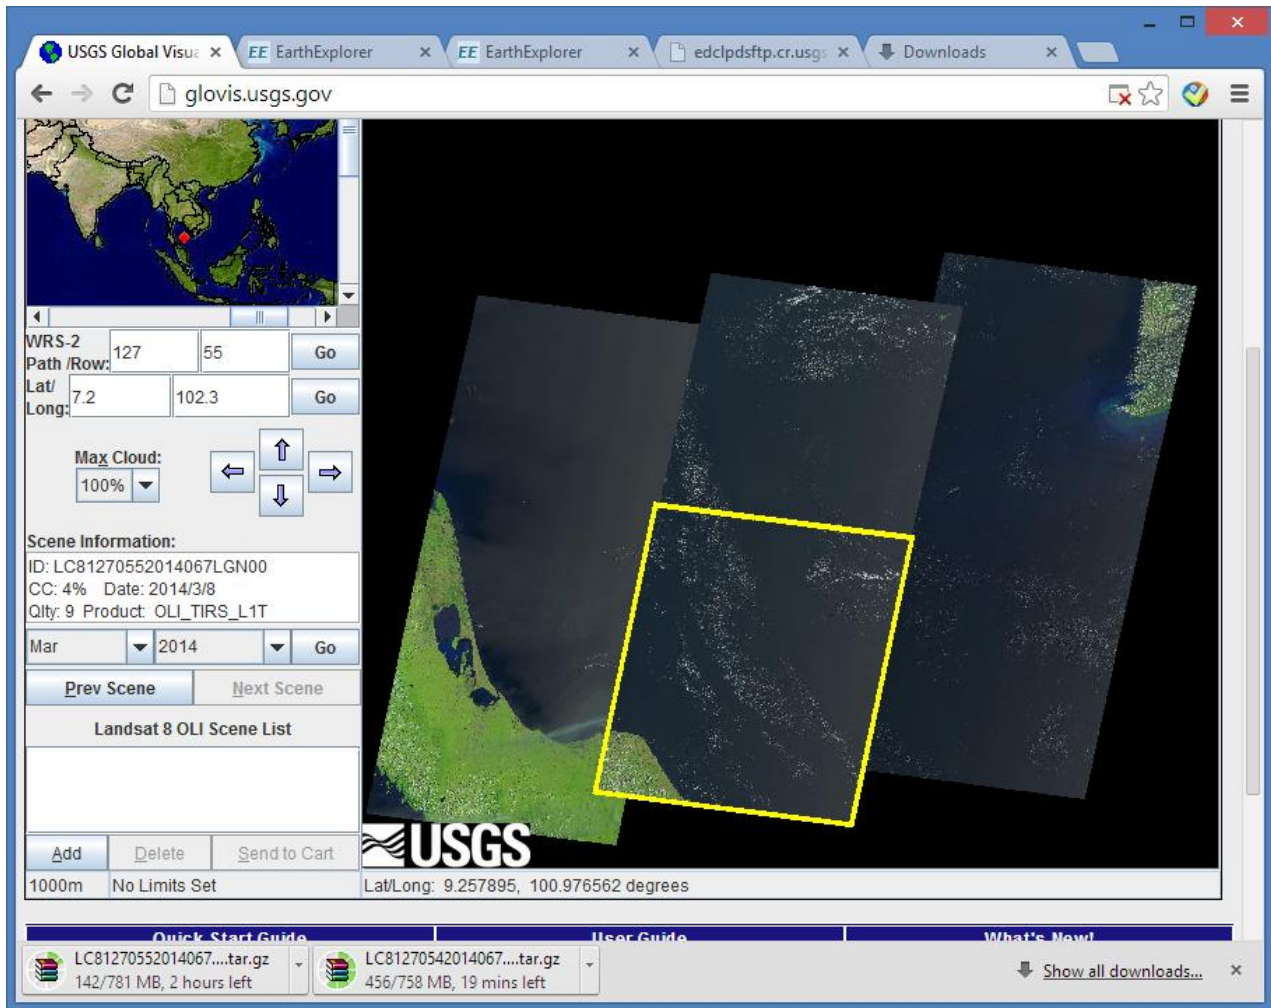 USGS Global Visua
EE EarthExplorer
EE EarthExplorer
edclpdsftp.cr.usgs
Downloads
glovis.usgs.gov
WRS-2
Path /Row: 127 55 Go
Lat/
Long: 7.2 102.3 Go
Max Cloud:
100%
Scene Information:
ID: LC81270552014067LGN00
CC: 4% Date: 2014/3/8
Qlty: 9 Product: OLI_TIRS_L1T
Mar 2014 Go
Prev Scene Next Scene
Landsat 8 OLI Scene List
Add Delete Send to Cart
USGS
1000m No Limits Set Lat/Long: 9.257895, 100.976562 degrees
Quick Start Guide User Guide What's New!
LC81270552014067....tar.gz
142/781 MB, 2 hours left
LC81270542014067....tar.gz
456/758 MB, 19 mins left
Show all downloads...